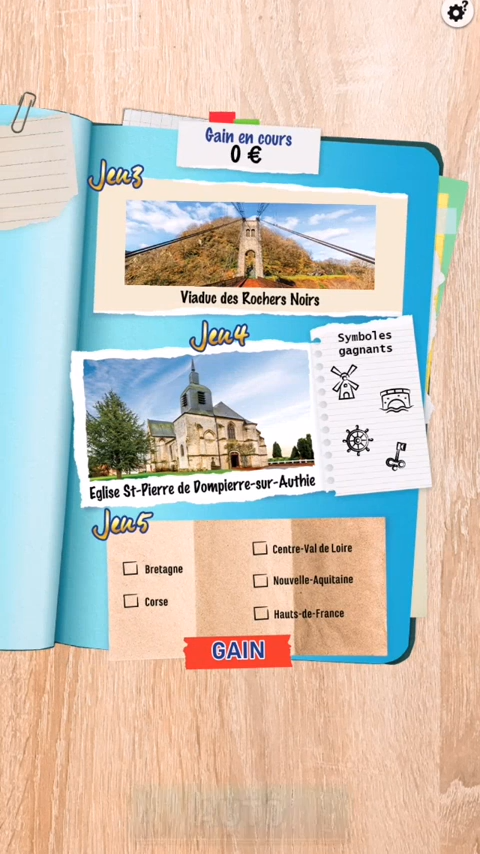 ?
Gain en cours
0 €
Jeu3
Viaduc des Rochers Noirs
Jeu4
Symboles
gagnants
Eglise St-Pierre de Dompierre-sur-Authie
Jeu5
Bretagne
Corse
Centre-Val de Loire
Nouvelle-Aquitaine
Hauts-de-France
GAIN